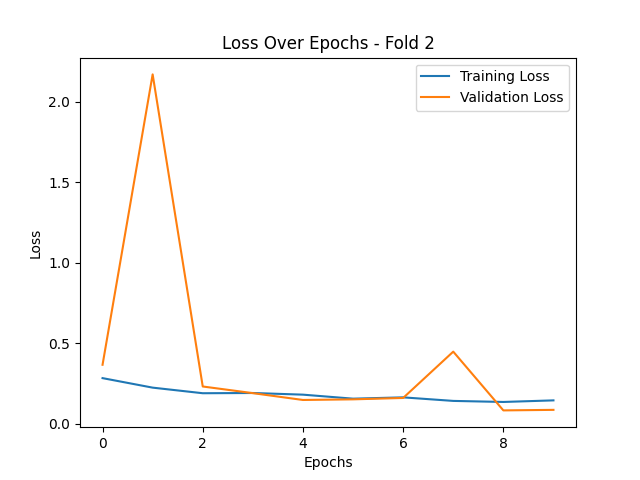 Loss Over Epochs - Fold 2
Training Loss
Validation Loss
2.0
1.5
1.0
0.5
0.0
Loss
0 2 4 6 8
Epochs